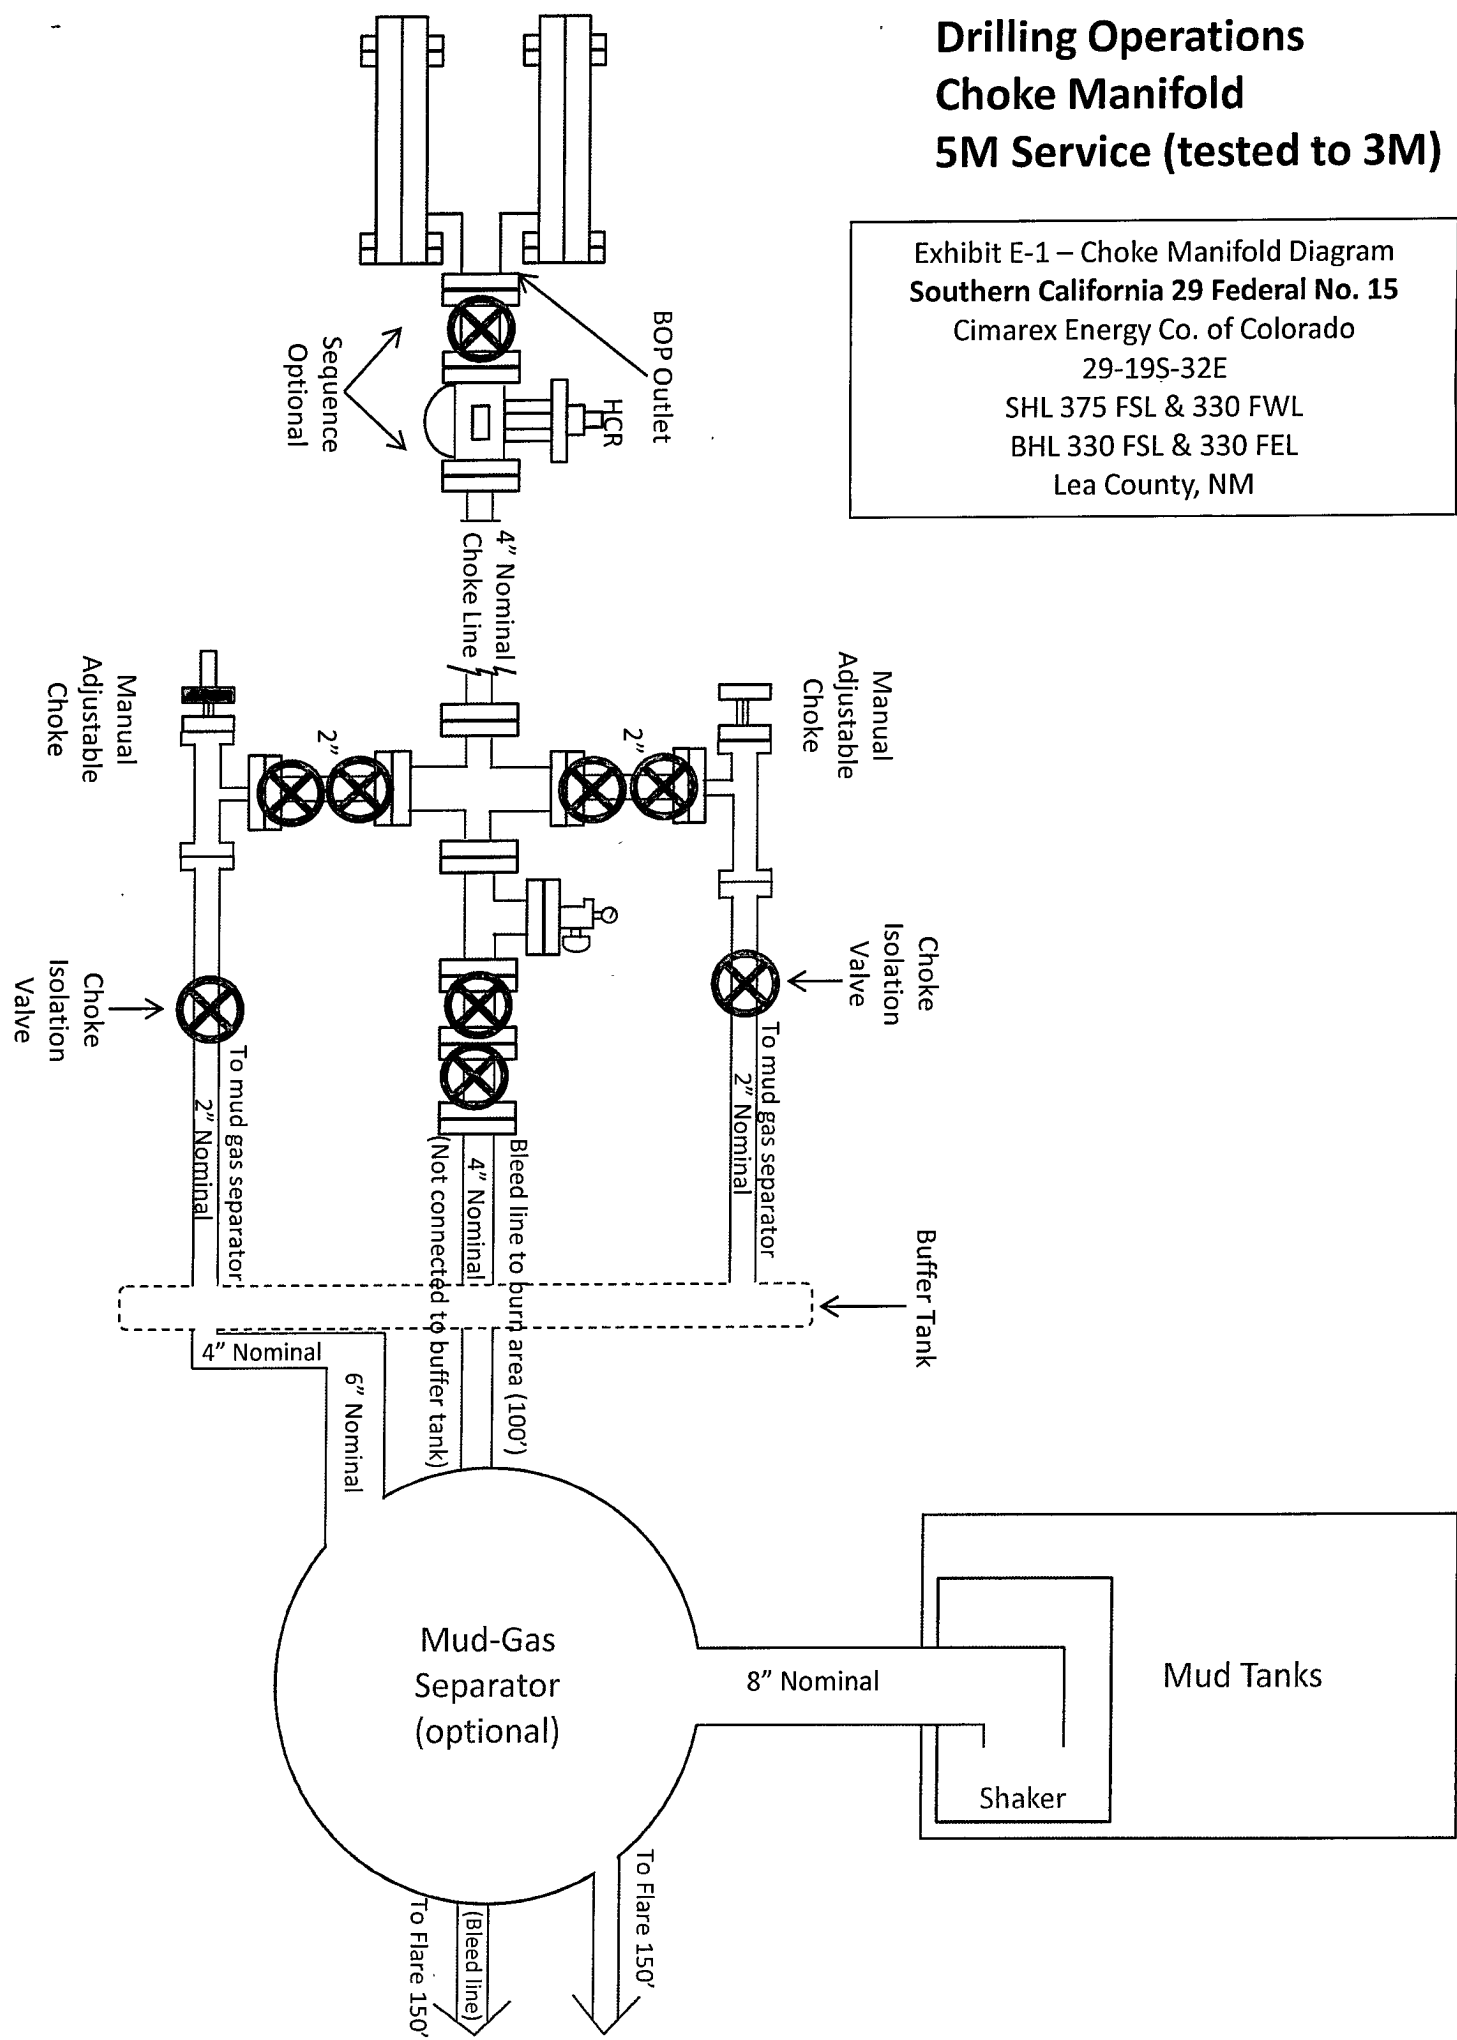 Drilling Operations
Choke Manifold
5M Service (tested to 3M)
Exhibit E-1 – Choke Manifold Diagram
Southern California 29 Federal No. 15
Cimarex Energy Co. of Colorado
29-19S-32E
SHL 375 FSL & 330 FWL
BHL 330 FSL & 330 FEL
Lea County, NM
BOP Outlet
HCR
Sequence
Optional
4” Nominal
Choke Line
Manual
Adjustable
Choke
Manual
Adjustable
Choke
2”
2”
Choke
Isolation
Valve
Choke
Isolation
Valve
To mud gas separator
2” Nominal
To mud gas separator
2” Nominal
Bleed line to burn area (100’)
4” Nominal
(Not connected to buffer tank)
Buffer Tank
4” Nominal
6” Nominal
Mud-Gas
Separator
(optional)
8” Nominal
Mud Tanks
Shaker
To Flare 150’
(Bleed line)
To Flare 150’